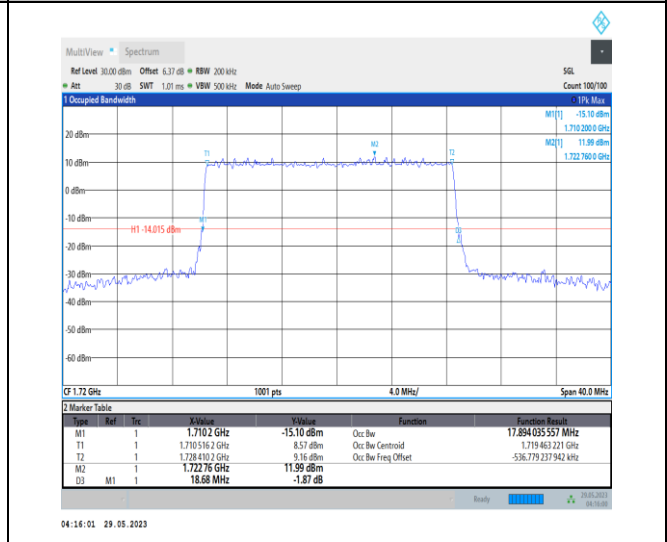 MultiView Spectrum
Ref Level 30.00 dBm Offset 6.37 dB RBW 200 kHz SGL
Att 30 dB SWT 1.01 ms VBW 500 kHz Mode Auto Sweep Count 100/100
1 Occupied Bandwidth 1Pk Max
M1[1] -15.10 dBm
1.710 200 0 GHz
M2[1] 11.99 dBm
1.722 760 0 GHz
20 dBm
M2
T1 T2
10 dBm
0 dBm
-10 dBm
M1
H1 -14.015 dBm
D3
-20 dBm
-30 dBm
-40 dBm
-50 dBm
-60 dBm
CF 1.72 GHz 1001 pts 4.0 MHz/ Span 40.0 MHz
2 Marker Table
Type Ref Trc X-Value Y-Value Function Function Result
M1 1 1.7102 GHz -15.10 dBm Occ Bw 17.894 035 557 MHz
T1 1 1.710 516 2 GHz 8.57 dBm Occ Bw Centroid 1.719 463 221 GHz
T2 1 1.728 410 2 GHz 9.16 dBm Occ Bw Freq Offset -536.779 237 942 kHz
M2 1 1.722 76 GHz 11.99 dBm
D3 M1 1 18.68 MHz -1.87 dB
Ready 29.05.2023
04:16:00
04:16:01 29.05.2023